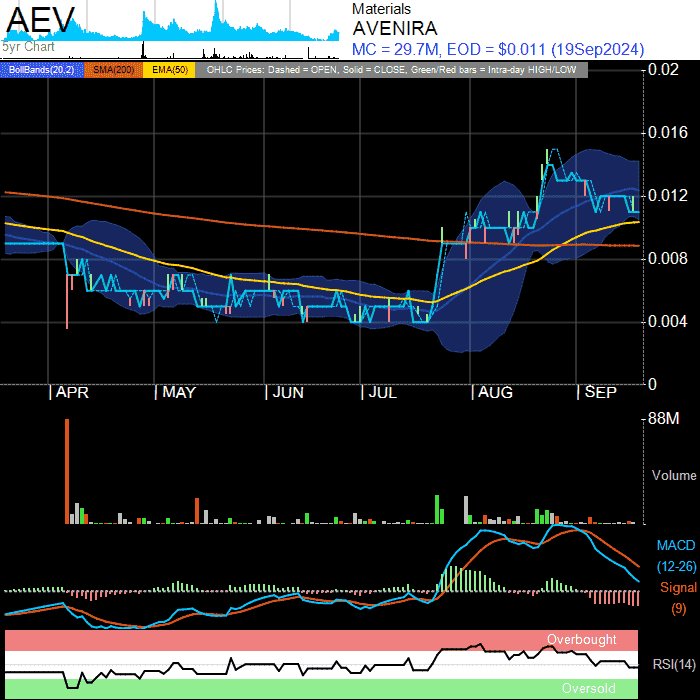 AEV
5yr Chart
Materials
AVENIRA
MC = 29.7M, EOD = $0.011 (19Sep2024)
BollBands(20,2) SMA(200) EMA(50) OHLC Prices: Dashed = OPEN, Solid = CLOSE, Green/Red bars = Intra-day HIGH/LOW
0.02
0.016
0.012
0.008
0.004
0
APR MAY JUN JUL AUG SEP
88M
Volume
MACD
(12-26)
Signal
(9)
Overbought
RSI(14)
Oversold